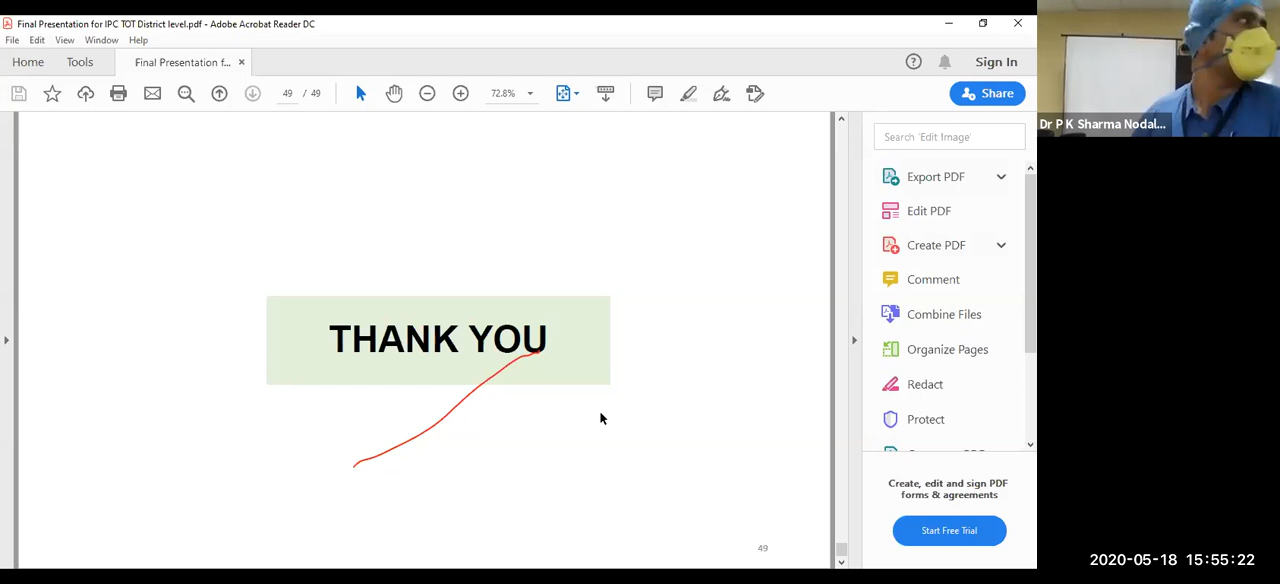 Final Presentation for IPC TOT District level.pdf - Adobe Acrobat Reader DC
File Edit View Window Help
Home Tools Final Presentation f... × Sign In
49 / 49 72.8% Share
Dr P K Sharma Nodal...
Search 'Edit Image'
Export PDF
Edit PDF
Create PDF
Comment
Combine Files
Organize Pages
Redact
Protect
THANK YOU
Create, edit and sign PDF
forms & agreements
Start Free Trial
49
2020-05-18 15:55:22